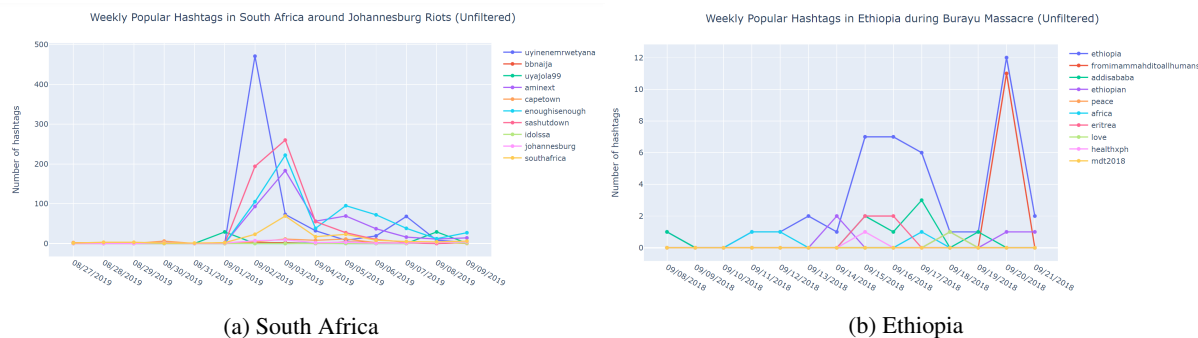 Weekly Popular Hashtags in South Africa around Johannesburg Riots (Unfiltered)
Number of hashtags
500
400
300
200
100
0
08/27/2019
08/28/2019
08/29/2019
08/30/2019
08/31/2019
09/01/2019
09/02/2019
09/03/2019
09/04/2019
09/05/2019
09/06/2019
09/07/2019
09/08/2019
09/09/2019
uyinenemrwetyana
bbnaija
uyajola99
aminext
capetown
enoughisenough
sashutdown
idolssa
johannesburg
southafrica
(a) South Africa
Weekly Popular Hashtags in Ethiopia during Burayu Massacre (Unfiltered)
Number of hashtags
12
10
8
6
4
2
0
09/08/2018
09/09/2018
09/10/2018
09/11/2018
09/12/2018
09/13/2018
09/14/2018
09/15/2018
09/16/2018
09/17/2018
09/18/2018
09/19/2018
09/20/2018
09/21/2018
ethiopia
fromimammahditoallhumans
addisababa
ethiopian
peace
africa
eritrea
love
healthxph
mdt2018
(b) Ethiopia